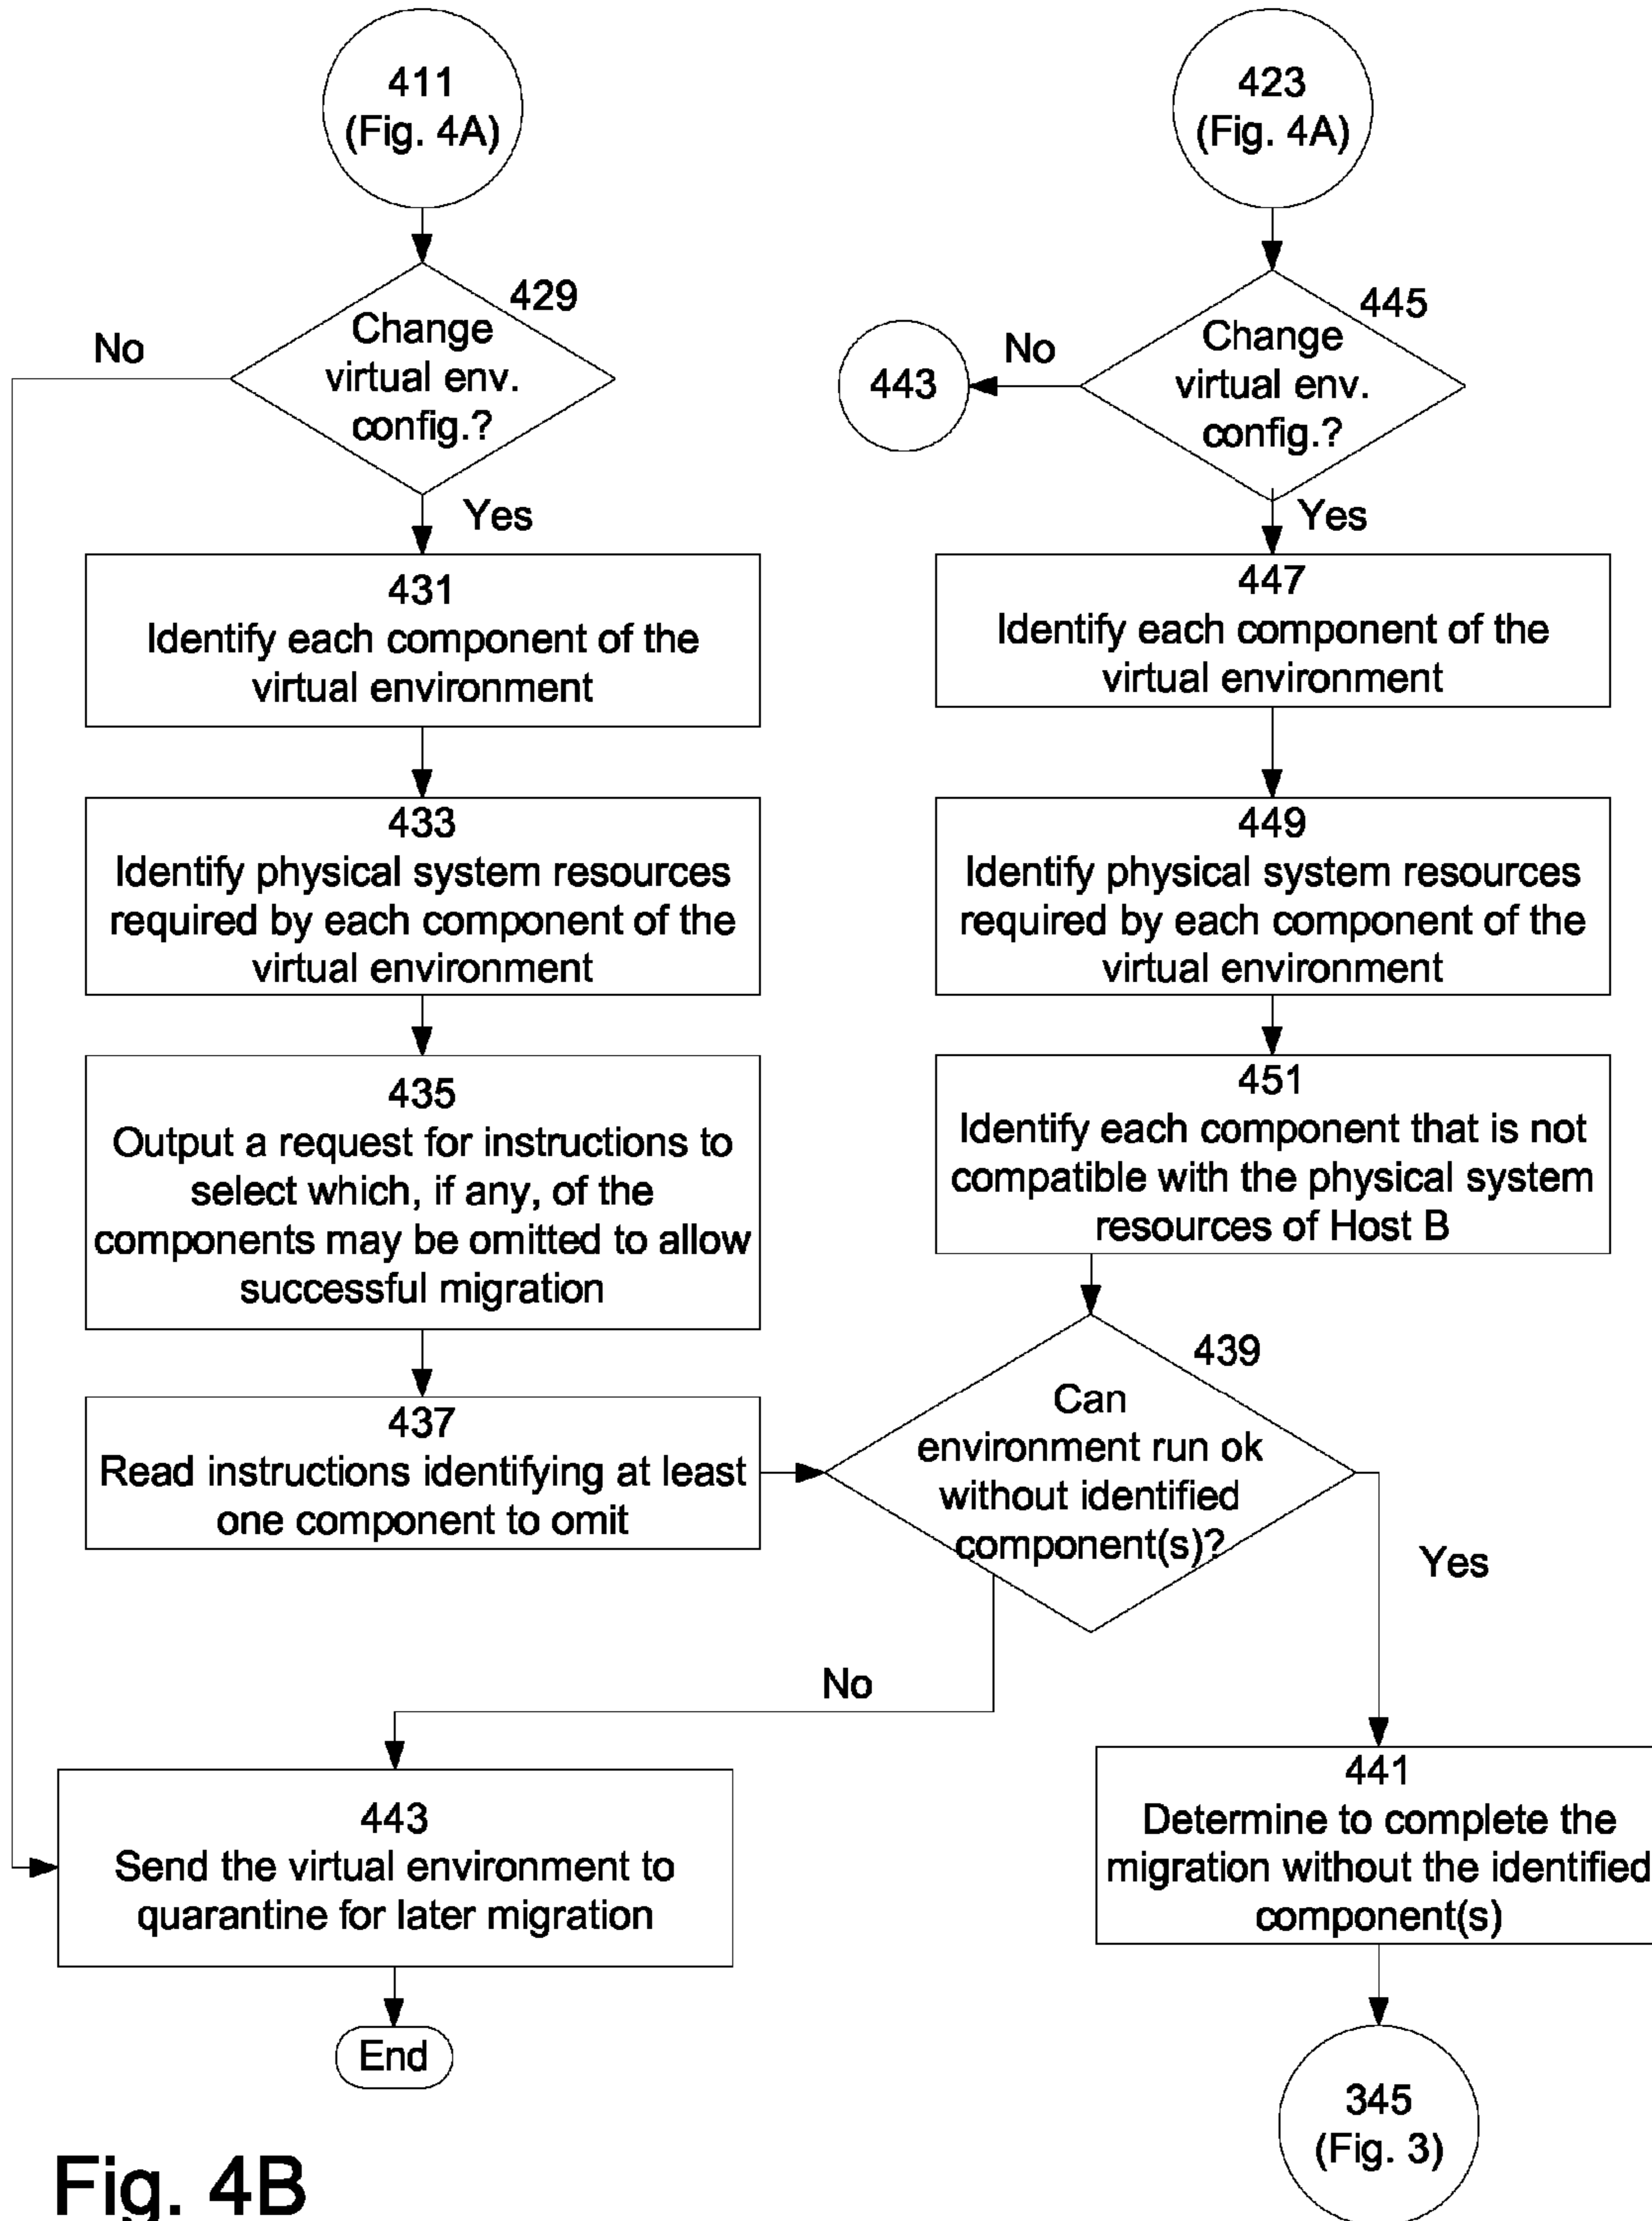 411
(Fig. 4A)
429
Change
virtual env.
config.?
No
Yes
431
Identify each component of the
virtual environment
433
Identify physical system resources
required by each component of the
virtual environment
435
Output a request for instructions to
select which, if any, of the
components may be omitted to allow
successful migration
437
Read instructions identifying at least
one component to omit
423
(Fig. 4A)
445
Change
virtual env.
config.?
No
443
Yes
447
Identify each component of the
virtual environment
449
Identify physical system resources
required by each component of the
virtual environment
451
Identify each component that is not
compatible with the physical system
resources of Host B
439
Can
environment run ok
without identified
component(s)?
Yes
No
443
Send the virtual environment to
quarantine for later migration
End
441
Determine to complete the
migration without the identified
component(s)
345
(Fig. 3)
Fig. 4B